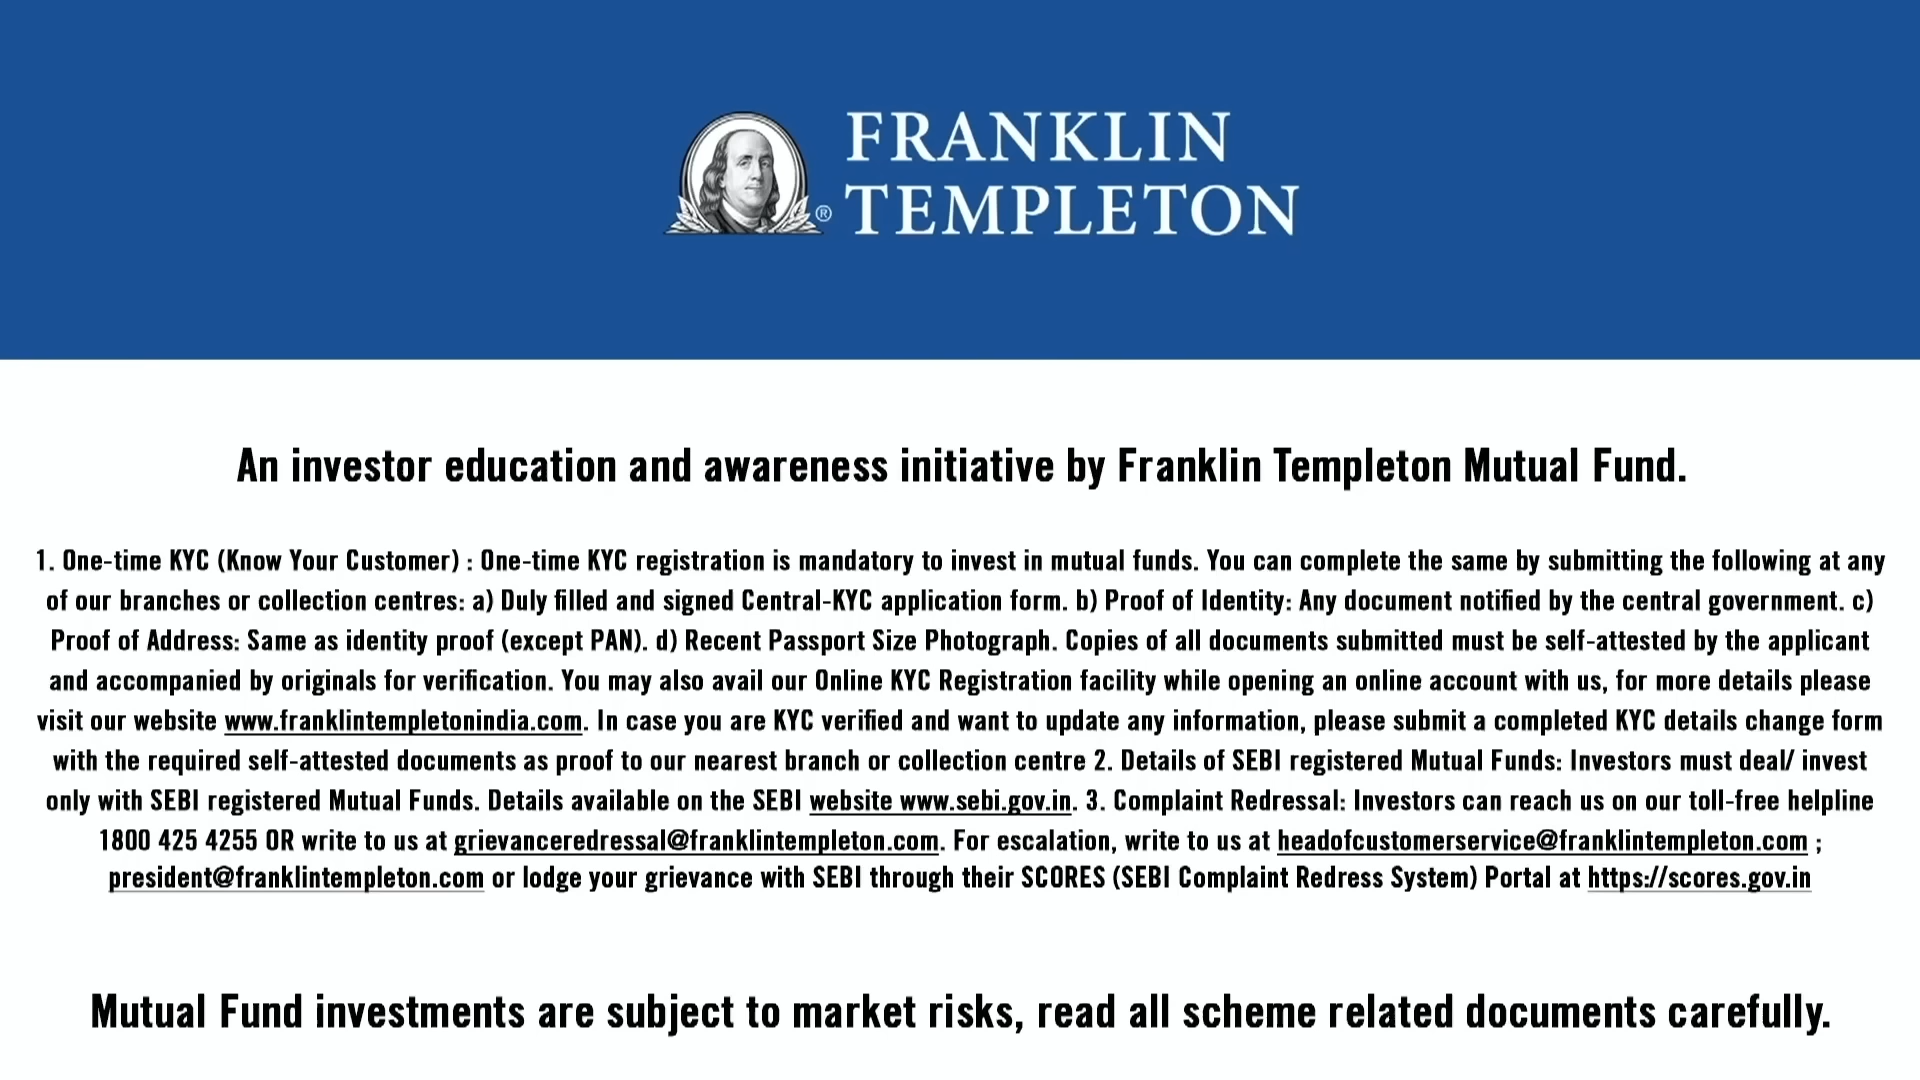 FRANKLIN
TEMPLETON
®
An investor education and awareness initiative by Franklin Templeton Mutual Fund.
1. One-time KYC (Know Your Customer) : One-time KYC registration is mandatory to invest in mutual funds. You can complete the same by submitting the following at any
of our branches or collection centres: a) Duly filled and signed Central-KYC application form. b) Proof of Identity: Any document notified by the central government. c)
Proof of Address: Same as identity proof (except PAN). d) Recent Passport Size Photograph. Copies of all documents submitted must be self-attested by the applicant
and accompanied by originals for verification. You may also avail our Online KYC Registration facility while opening an online account with us, for more details please
visit our website www.franklintempletonindia.com. In case you are KYC verified and want to update any information, please submit a completed KYC details change form
with the required self-attested documents as proof to our nearest branch or collection centre 2. Details of SEBI registered Mutual Funds: Investors must deal/ invest
only with SEBI registered Mutual Funds. Details available on the SEBI website www.sebi.gov.in. 3. Complaint Redressal: Investors can reach us on our toll-free helpline
1800 425 4255 OR write to us at grievanceredressal@franklintempleton.com. For escalation, write to us at headofcustomerservice@franklintempleton.com ;
president@franklintempleton.com or lodge your grievance with SEBI through their SCORES (SEBI Complaint Redress System) Portal at https://scores.gov.in
Mutual Fund investments are subject to market risks, read all scheme related documents carefully.